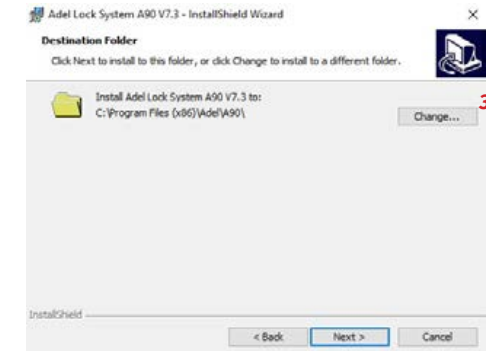 Adel Lock System A90 V7.3 - InstallShield Wizard
Destination Folder
Click Next to install to this folder, or click Change to install to a different folder.
Install Adel Lock System A90 V7.3 to:
C:\Program Files (x86)\Adel\A90\
3
Change...
InstallShield
< Back
Next >
Cancel